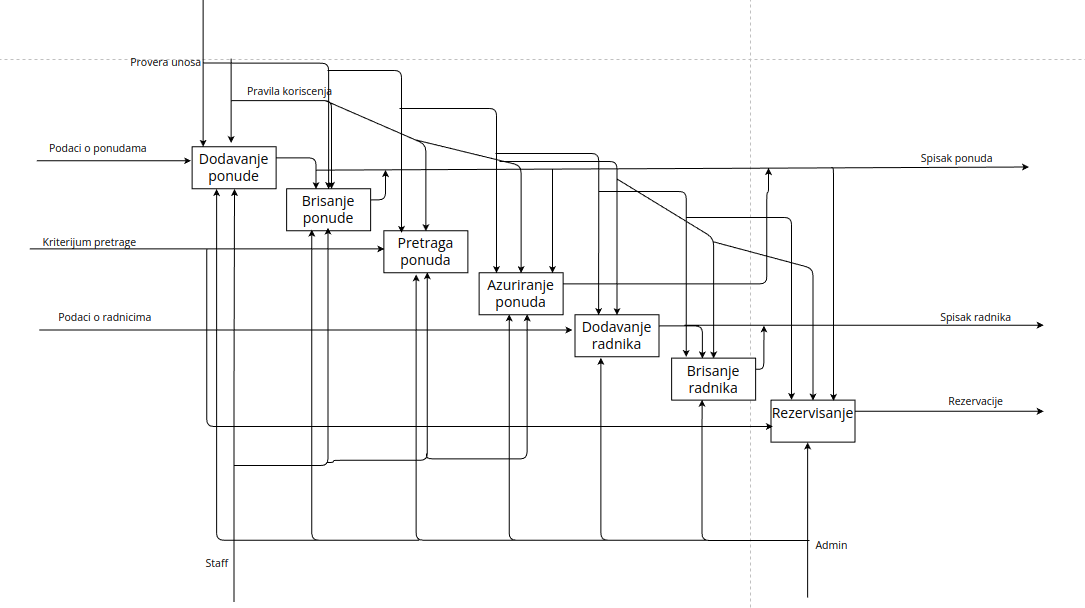 Provera unosa
Pravila koriscenja
Podaci o ponudama
Dodavanje
ponude
Spisak ponuda
Brisanje
ponude
Kriterijum pretrage
Pretraga
ponuda
Azuriranje
ponuda
Podaci o radnicima
Dodavanje
radnika
Spisak radnika
Brisanje
radnika
Rezervisanje
Rezervacije
Admin
Staff